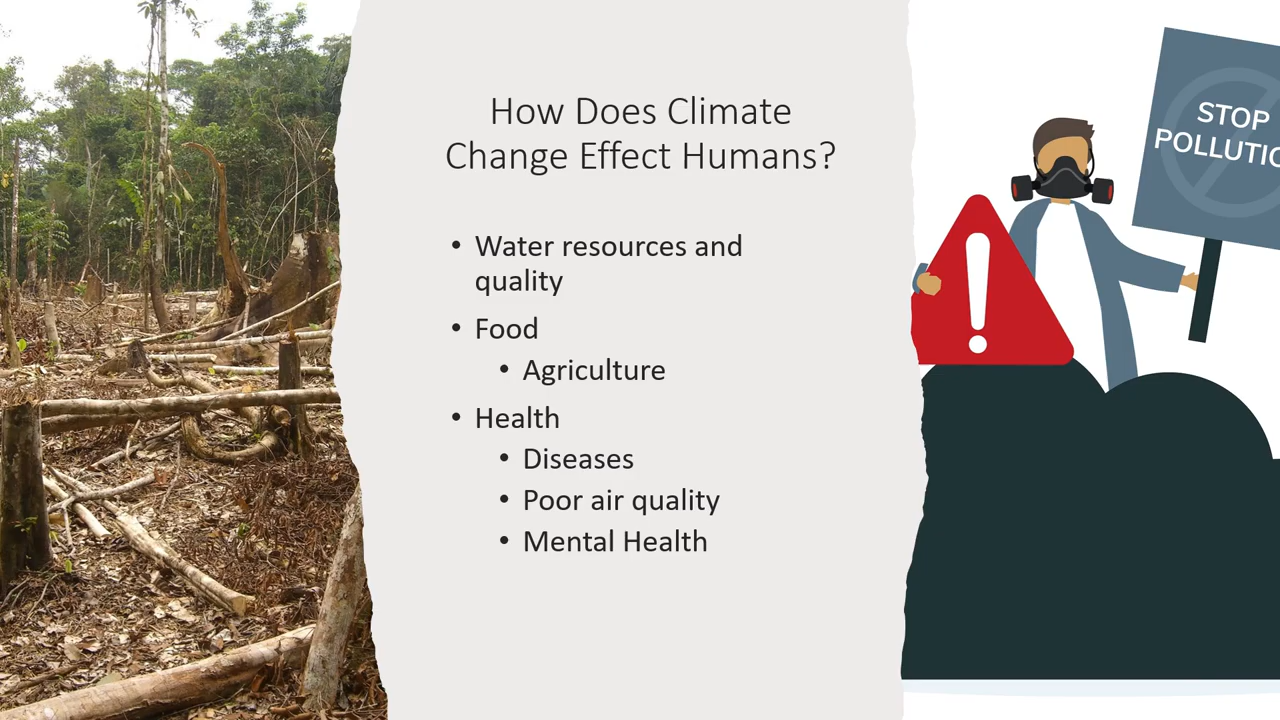 How Does Climate
Change Effect Humans?
• Water resources and
quality
• Food
• Agriculture
• Health
• Diseases
• Poor air quality
• Mental Health
STOP
POLLUTIO